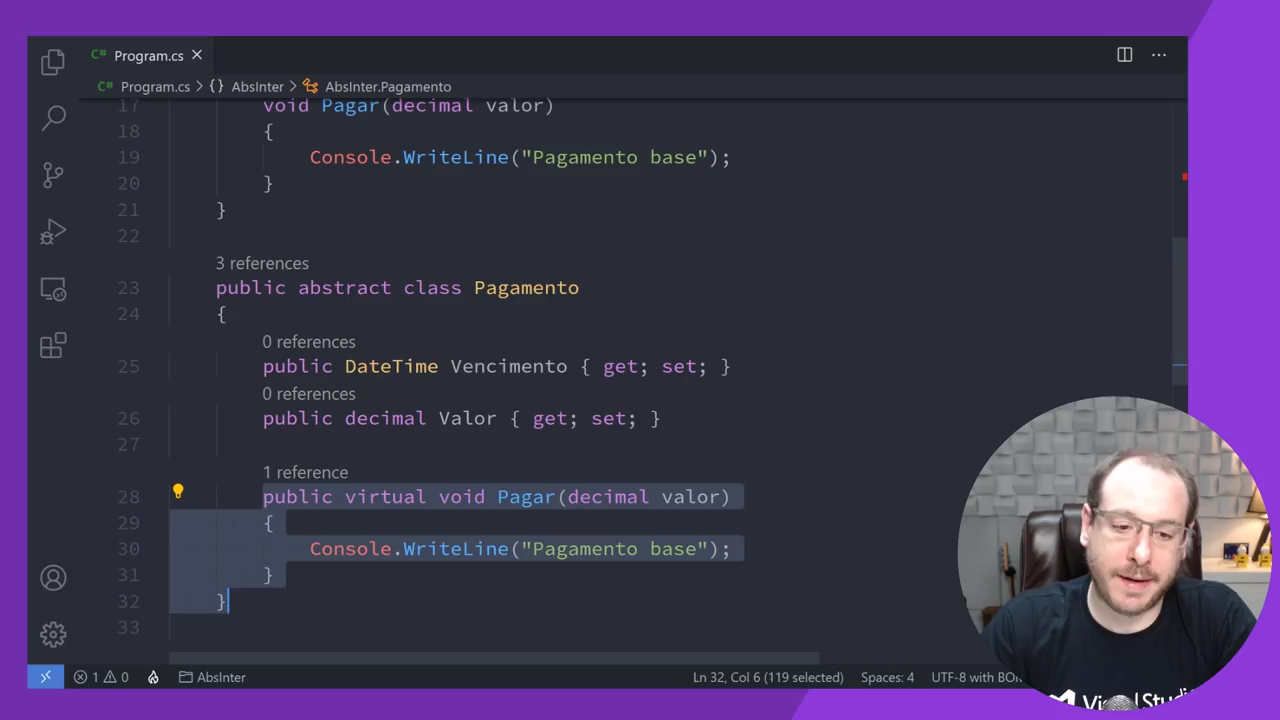 Program.cs
Program.cs > {} AbsInter > AbsInter.Pagamento
17 void Pagar(decimal valor)
18 {
19 Console.WriteLine("Pagamento base");
20 }
21 }
22
3 references
23 public abstract class Pagamento
24 {
0 references
25 public DateTime Vencimento { get; set; }
0 references
26 public decimal Valor { get; set; }
27
1 reference
28 public virtual void Pagar(decimal valor)
29 {
30 Console.WriteLine("Pagamento base");
31 }
32 }
33
1 0 AbsInter Ln 32, Col 6 (119 selected) Spaces: 4 UTF-8 with BOM